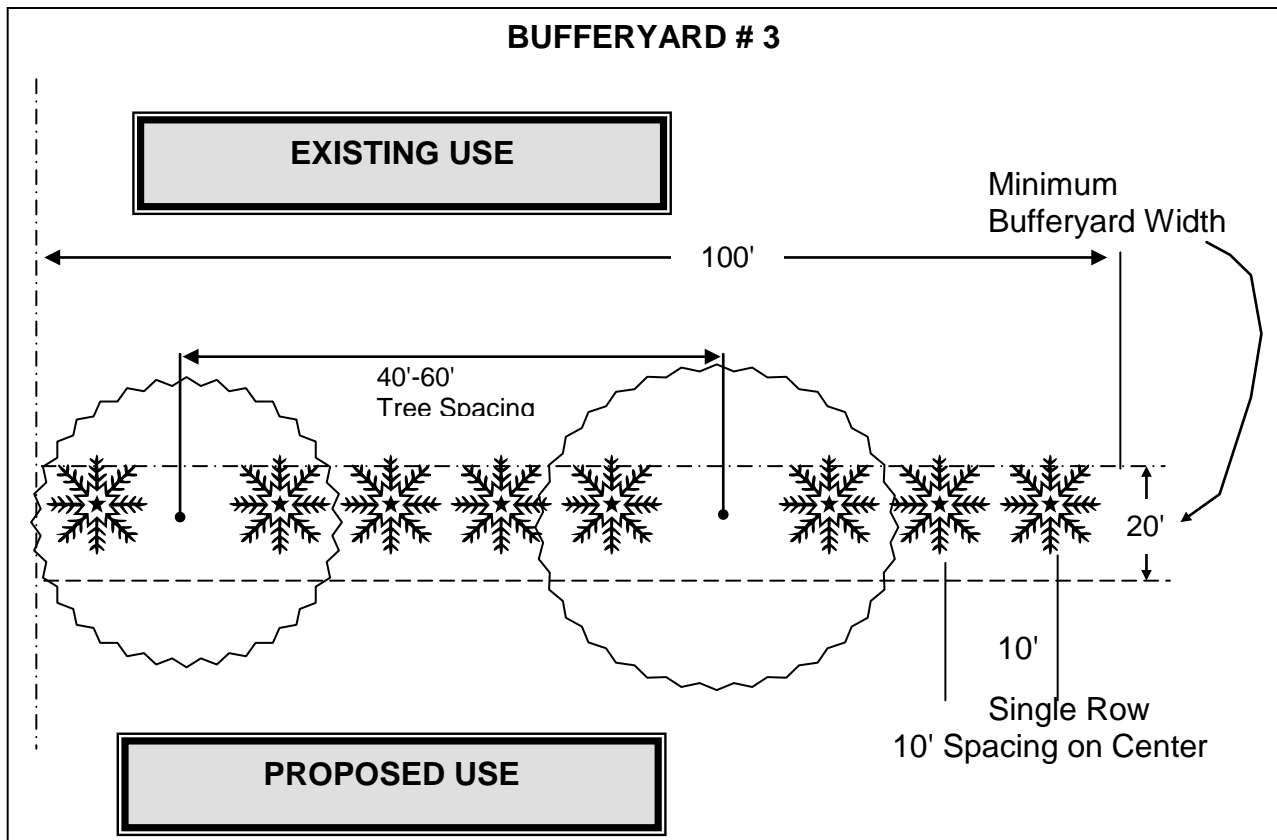 BUFFERYARD # 3
EXISTING USE
Minimum
Bufferyard Width
100'
40'-60'
Tree Spacing
20'
10'
Single Row
10' Spacing on Center
PROPOSED USE